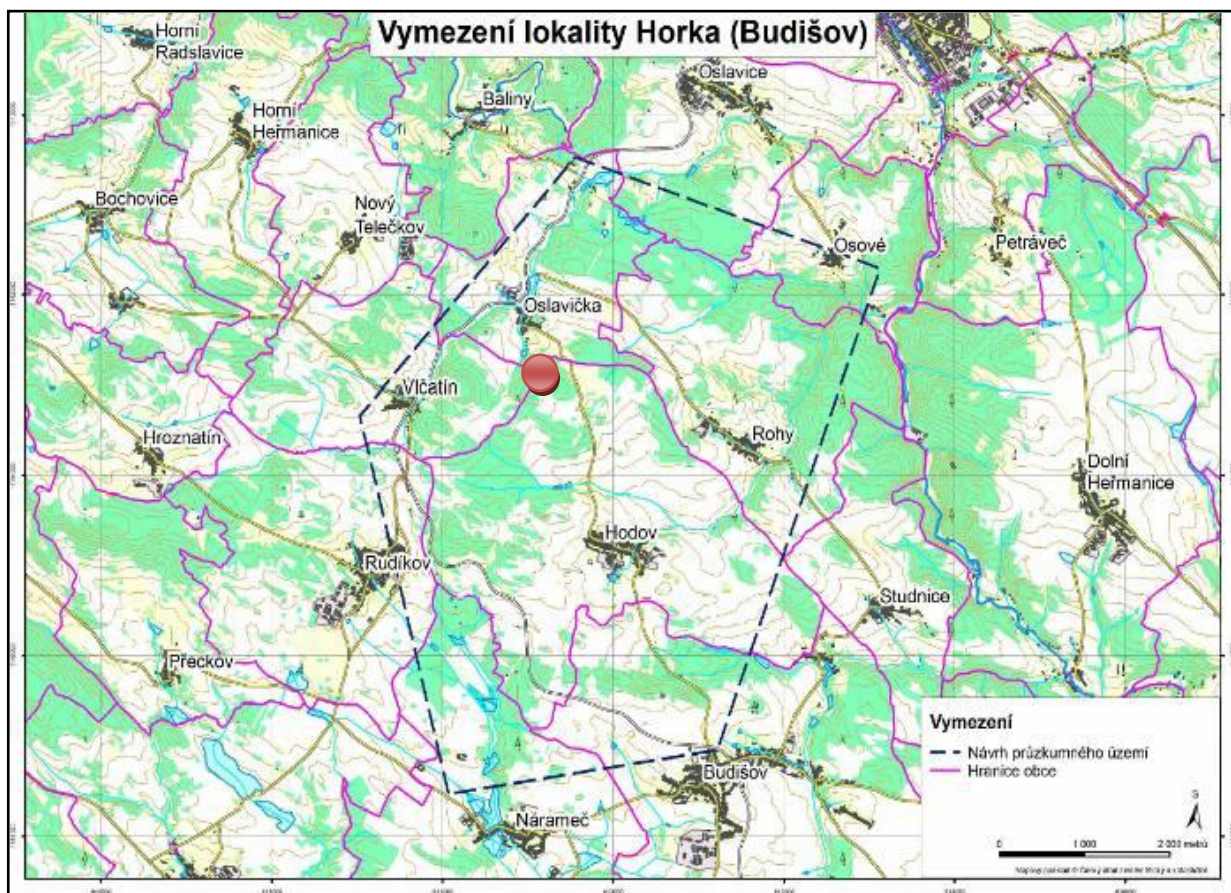 Vymezení lokality Horka (Budišov)
Horní
Radslavice
Oslavice
Baliny
Horní
Heřmanice
Bochovice
Nový
Telečkov
Osové
Petráveč
Oslavička
Vlčatín
Hroznatín
Rohy
Dolní
Heřmanice
Hodov
Rudíkov
Studnice
Přeckov
Budišov
Nárameč
Vymezení
Návrh průzkumného území
Hranice obce
S
0 1 000 2 000 metrů